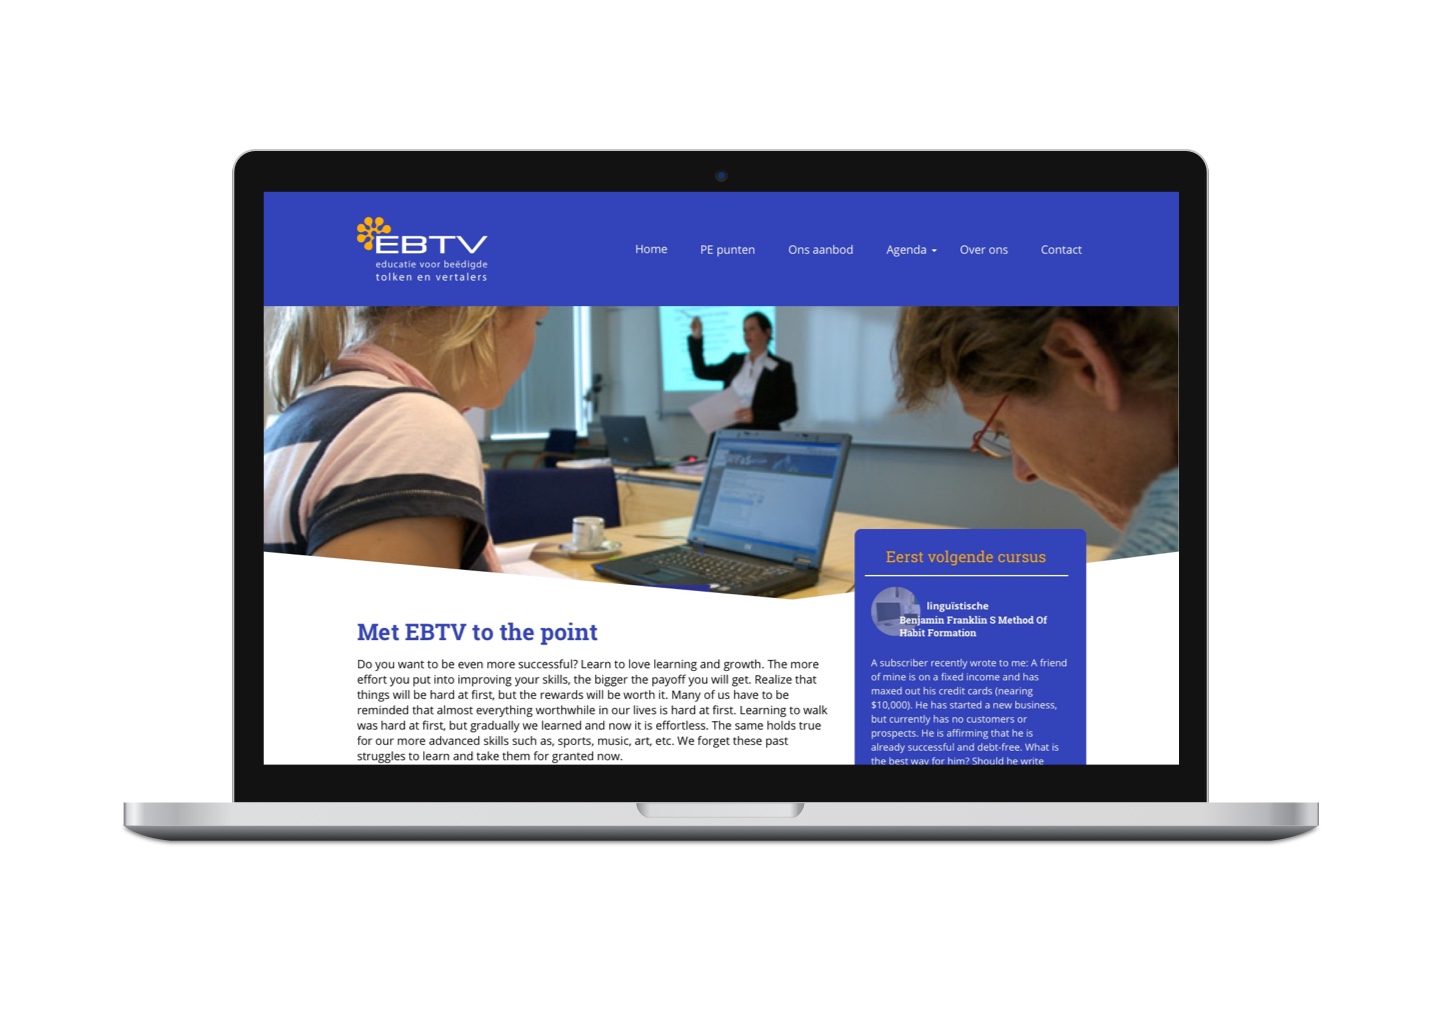 EBTV
educatie voor beëdigde
tolken en vertalers
Home
PE punten
Ons aanbod
Agenda
Over ons
Contact
Met EBTV to the point
Do you want to be even more successful? Learn to love learning and growth. The more
effort you put into improving your skills, the bigger the payoff you will get. Realize that
things will be hard at first, but the rewards will be worth it. Many of us have to be
reminded that almost everything worthwhile in our lives is hard at first. Learning to walk
was hard at first, but gradually we learned and now it is effortless. The same holds true
for our more advanced skills such as, sports, music, art, etc. We forget these past
struggles to learn and take them for granted now.
Eerst volgende cursus
linguïstische
Benjamin Franklin S Method Of
Habit Formation
A subscriber recently wrote to me: A friend
of mine is on a fixed income and has
maxed out his credit cards (nearing
$10,000). He has started a new business,
but currently has no customers or
prospects. He is affirming that he is
already successful and debt-free. What is
the best way for him? Should he write